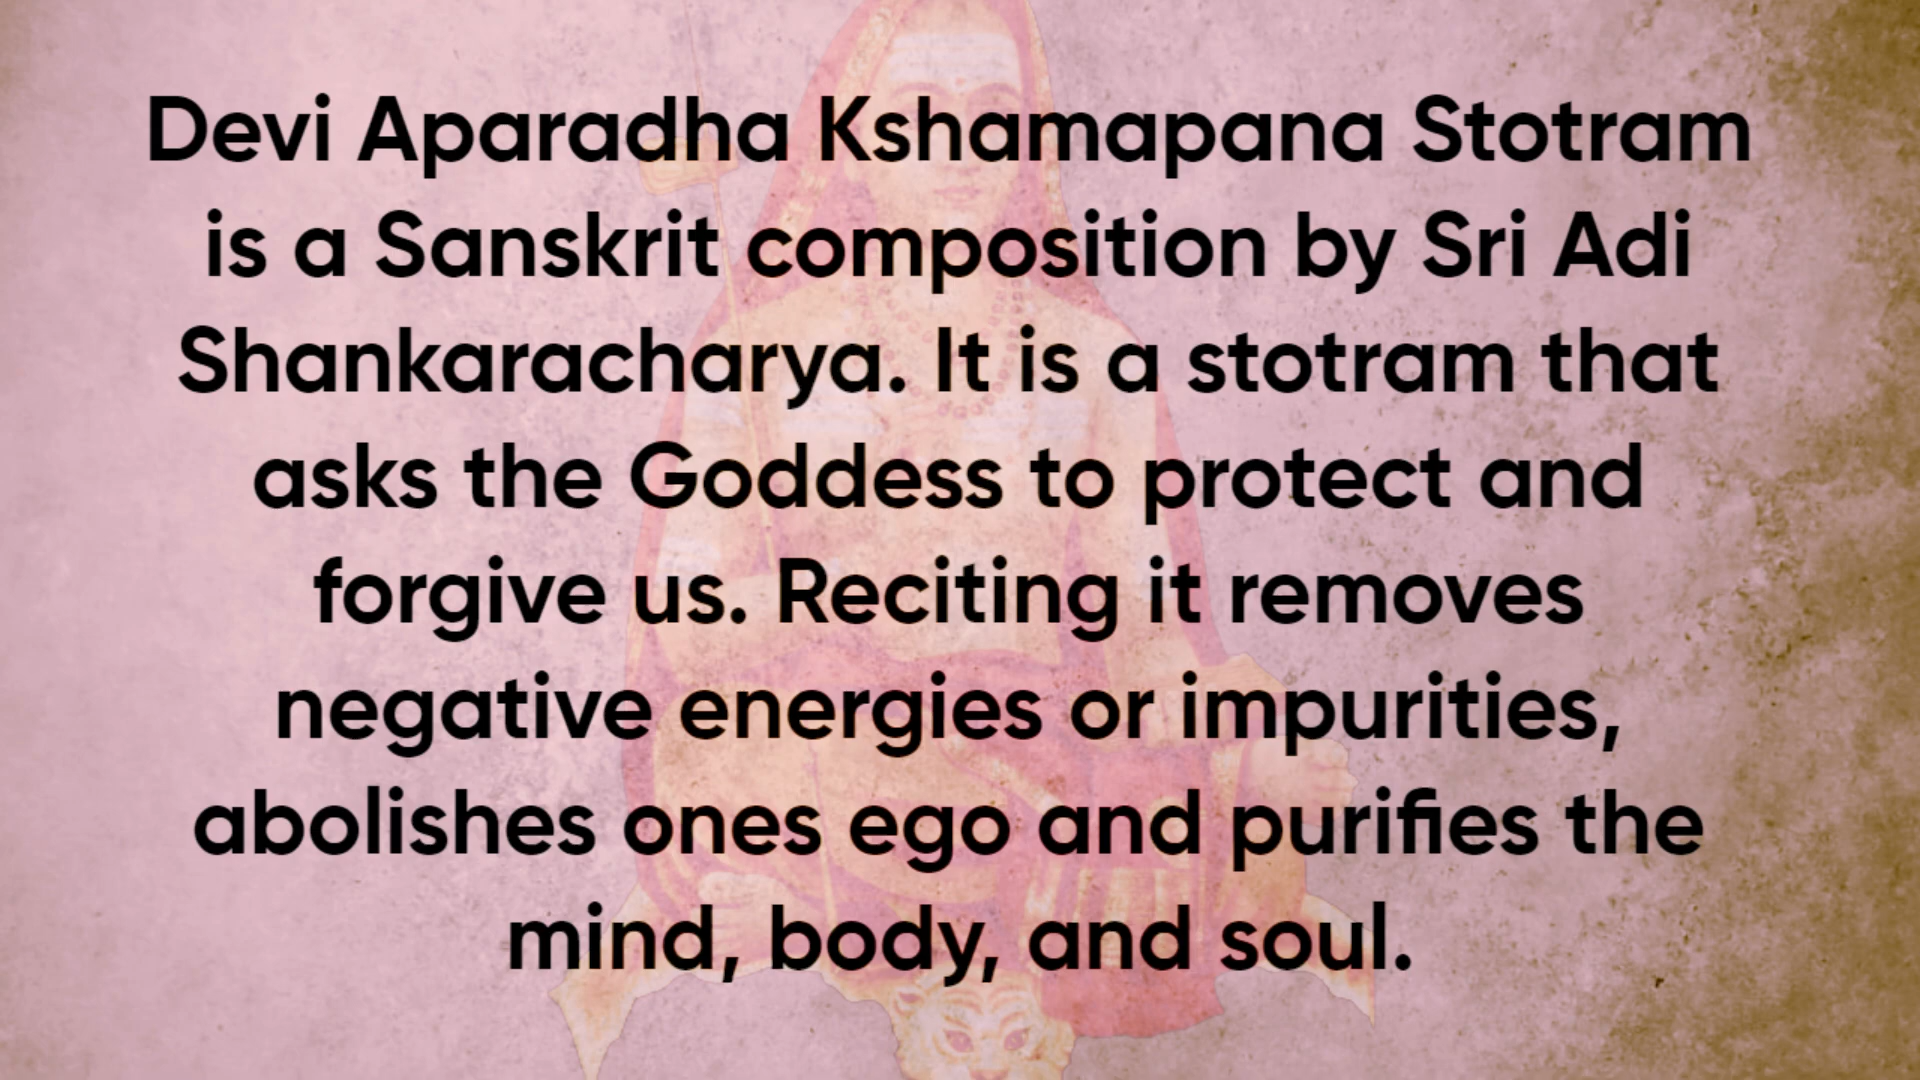 Devi Aparadha Kshamapana Stotram
is a Sanskrit composition by Sri Adi
Shankaracharya. It is a stotram that
asks the Goddess to protect and
forgive us. Reciting it removes
negative energies or impurities,
abolishes ones ego and purifies the
mind, body, and soul.